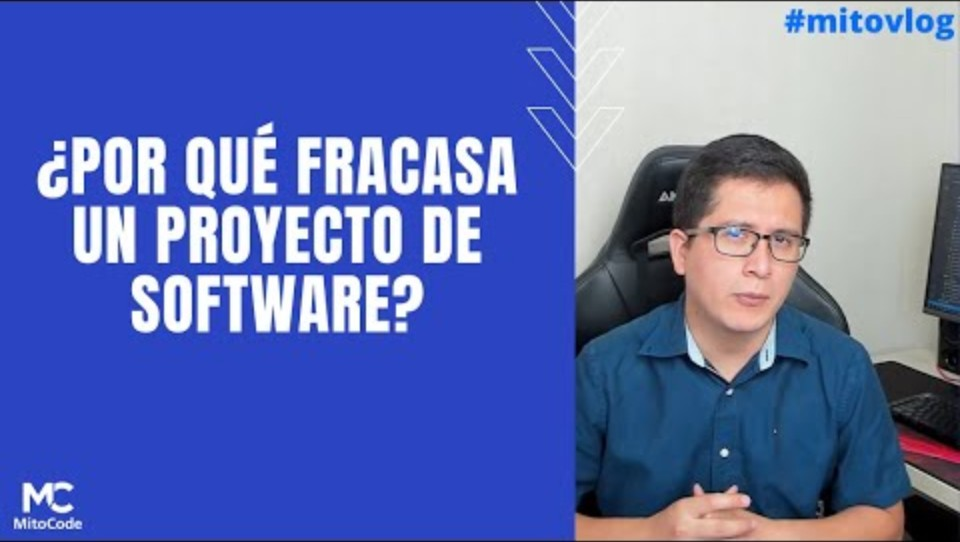 #mitovlog
¿POR QUÉ FRACASA
UN PROYECTO DE
SOFTWARE?
MC
MitoCode